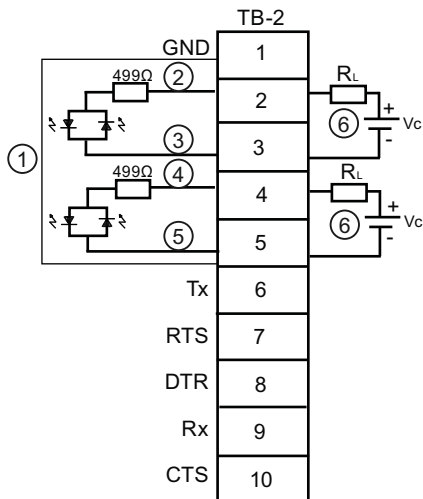 TB-2
GND 1
499Ω ② 2 RL + Vc
⑥ -
① ③ 3
499Ω ④ 4 RL + Vc
⑥ -
⑤ 5
Tx 6
RTS 7
DTR 8
Rx 9
CTS 10